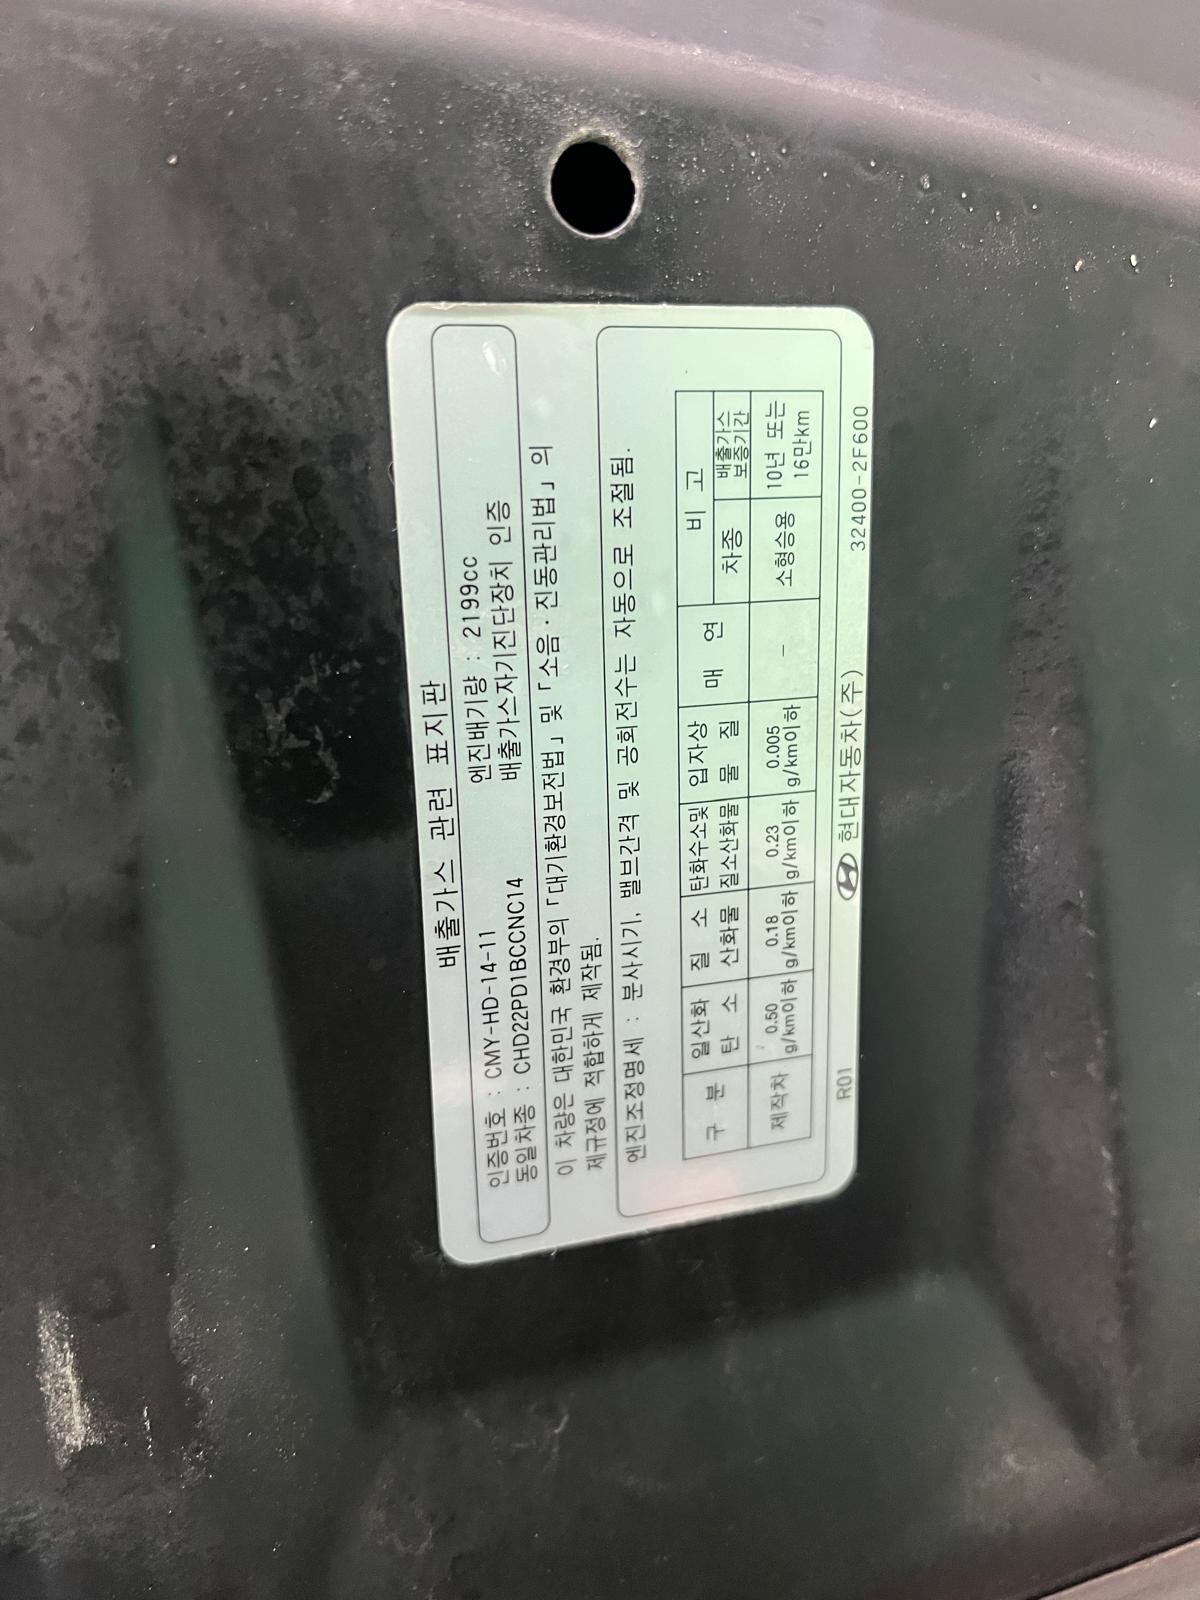 배출가스 관련 표지판
인증번호 : CMY-HD-14-11 엔진배기량 : 2199cc
동일차종 : CHD22PD1BCCNC14 배출가스자기진단장치 인증
이 차량은 대한민국 환경부의 「대기환경보전법」 및 「소음·진동관리법」의
제규정에 적합하게 제작됨.
엔진조정명세 : 분사시기, 밸브간격 및 공회전수는 자동으로 조절됨.
구 분 일산화 탄 소 질 소 산화물 탄화수소및 질소산화물 입자상 물 질 매 연 비 고
차종 배출가스 보증기간
제작차 0.50 g/km이하 0.18 g/km이하 0.23 g/km이하 0.005 g/km이하 － 소형승용 10년 또는 16만km
R01 현대자동차(주) 32400-2F600